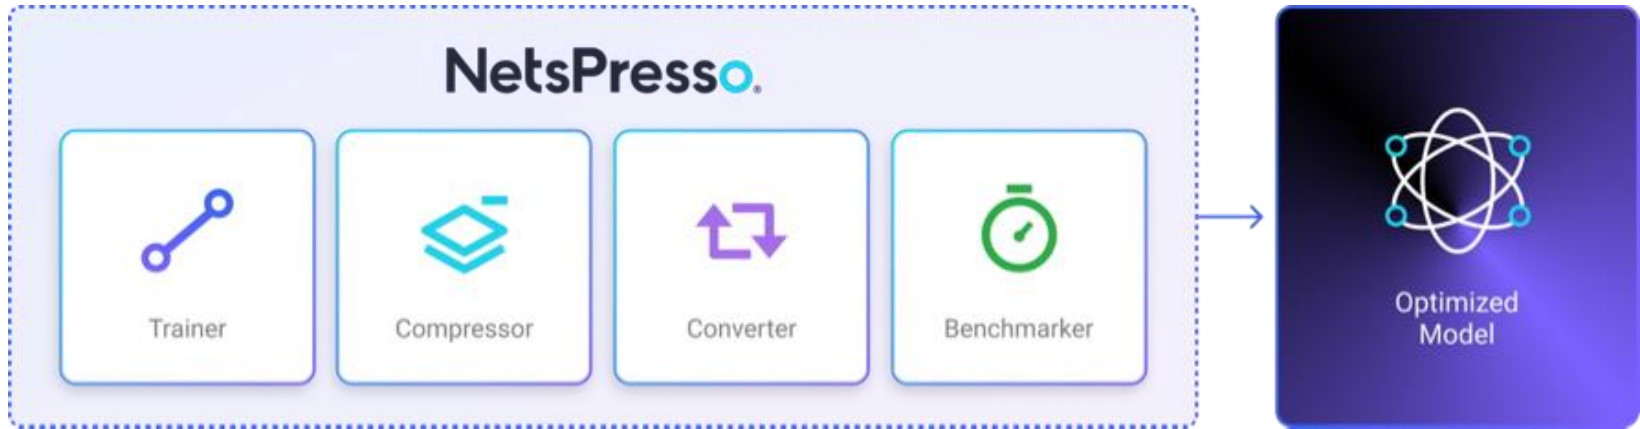 NetsPresso®
Trainer
Compressor
Converter
Benchmarker
Optimized
Model